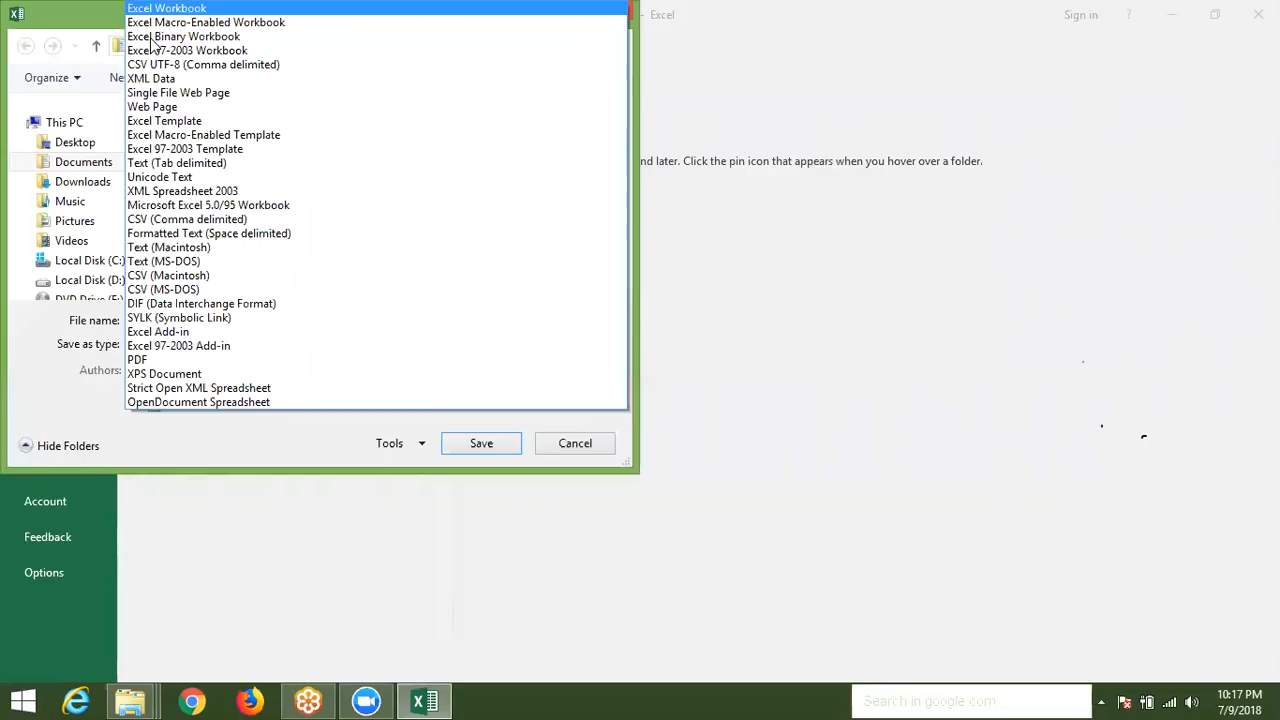 Excel Workbook
- Excel
Sign in
?
Excel Macro-Enabled Workbook
Excel Binary Workbook
Excel 97-2003 Workbook
CSV UTF-8 (Comma delimited)
XML Data
Single File Web Page
Web Page
Excel Template
Excel Macro-Enabled Template
Excel 97-2003 Template
Text (Tab delimited)
Unicode Text
XML Spreadsheet 2003
Microsoft Excel 5.0/95 Workbook
CSV (Comma delimited)
Formatted Text (Space delimited)
Text (Macintosh)
Text (MS-DOS)
CSV (Macintosh)
CSV (MS-DOS)
DIF (Data Interchange Format)
SYLK (Symbolic Link)
Excel Add-in
Excel 97-2003 Add-in
PDF
XPS Document
Strict Open XML Spreadsheet
OpenDocument Spreadsheet
Organize
Ne
This PC
Desktop
Documents
Downloads
Music
Pictures
Videos
Local Disk (C:
Local Disk (D:
File name:
Save as type:
Authors:
nd later. Click the pin icon that appears when you hover over a folder.
Hide Folders
Tools
Save
Cancel
Account
Feedback
Options
Search in google.com
10:17 PM
7/9/2018